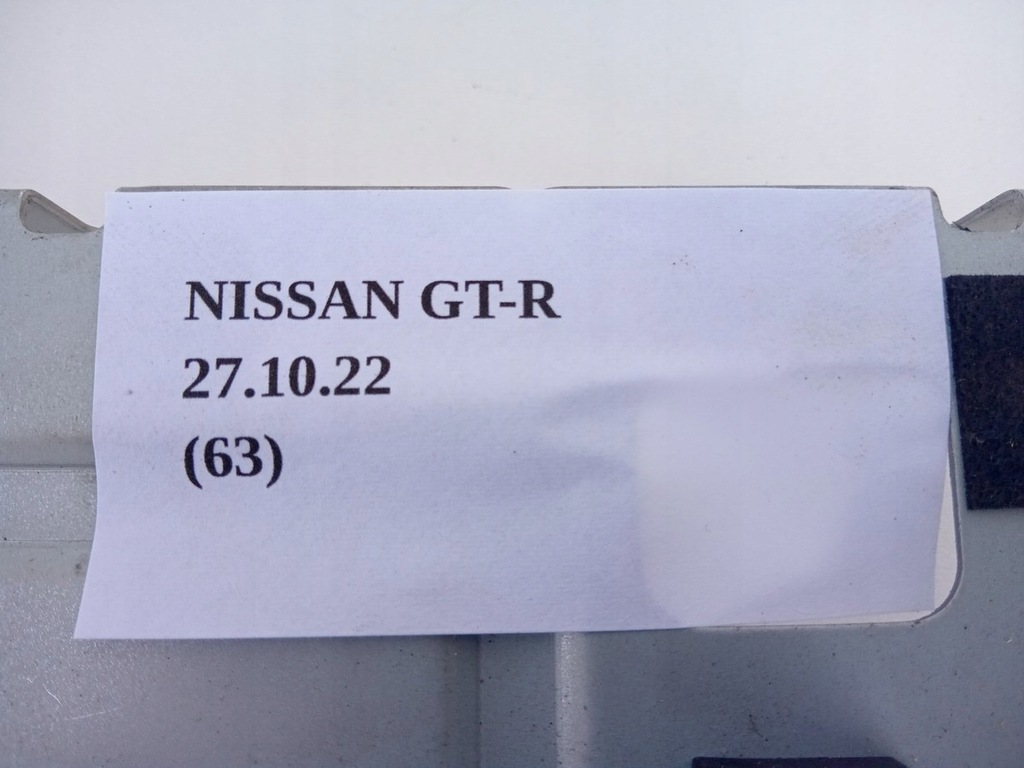 NISSAN GT-R
27.10.22
(63)